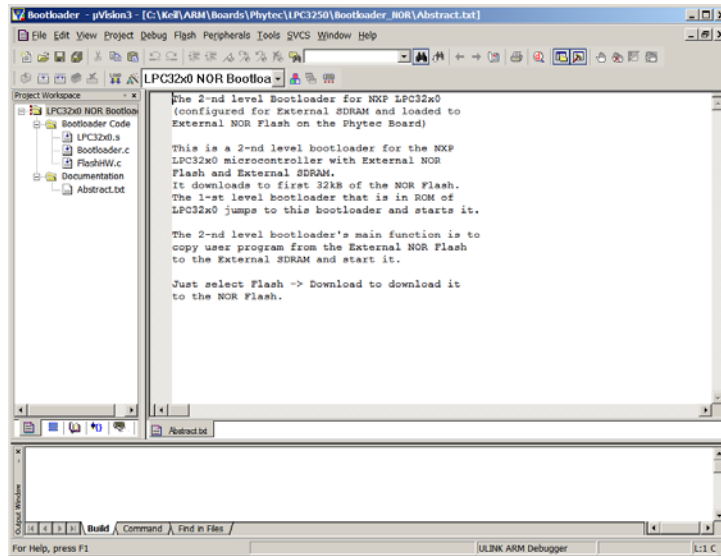 Bootloader - µVision3 - [C:\Keil\ARM\Boards\Phytec\LPC3250\Bootloader_NOR\Abstract.txt]
File Edit View Project Debug Flash Peripherals Tools SVCS Window Help
LPC32x0 NOR Bootloa
Project Workspace
LPC32x0 NOR Bootloa
Bootloader Code
LPC32x0.s
Bootloader.c
FlashHW.c
Documentation
Abstract.txt
The 2-nd level Bootloader for NXP LPC32x0
(configured for External SDRAM and loaded to
External NOR Flash on the Phytec Board)
This is a 2-nd level bootloader for the NXP
LPC32x0 microcontroller with External NOR
Flash and External SDRAM.
It downloads to first 32kB of the NOR Flash.
The 1-st level bootloader that is in ROM of
LPC32x0 jumps to this bootloader and starts it.
The 2-nd level bootloader's main function is to
copy user program from the External NOR Flash
to the External SDRAM and start it.
Just select Flash -> Download to download it
to the NOR Flash.
Abstract.txt
Output Window
Build Command Find in Files
For Help, press F1
ULINK ARM Debugger
L:1 C